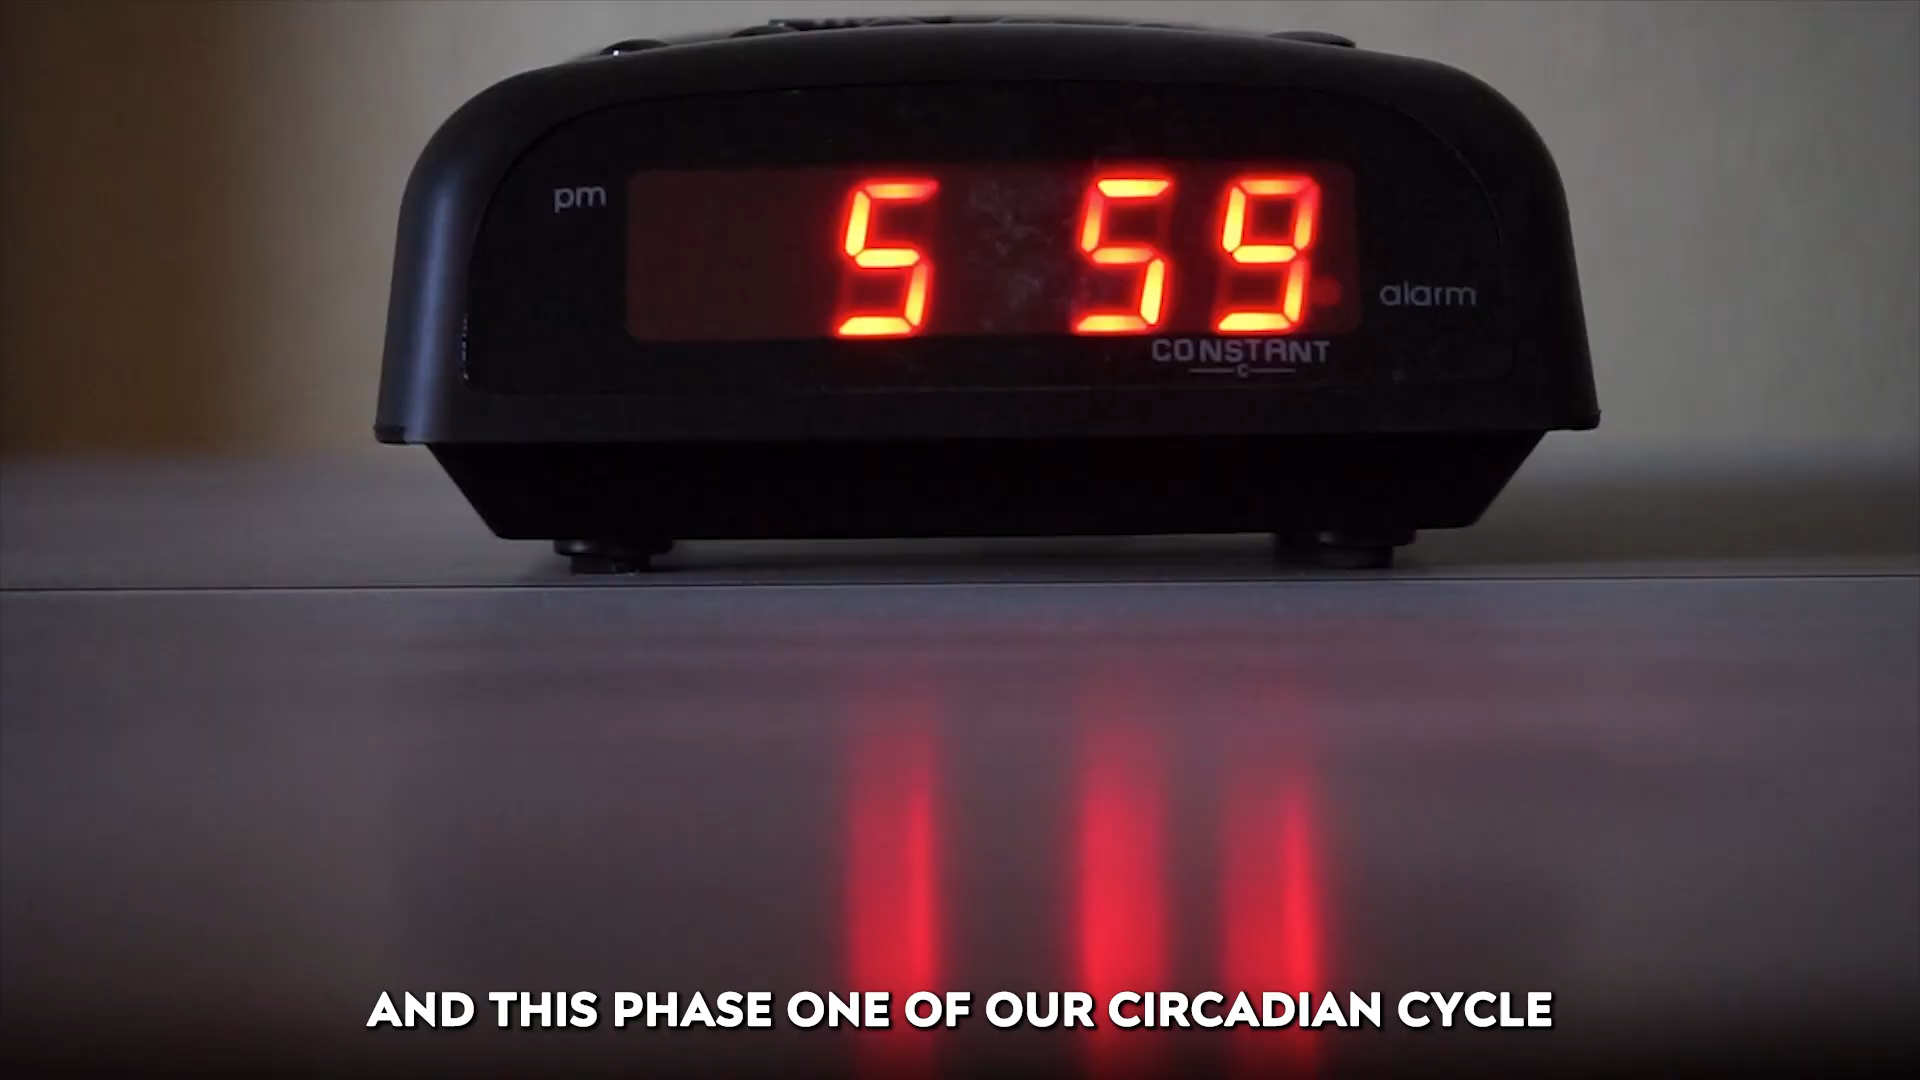 pm
5 59
alarm
CONSTANT
C
AND THIS PHASE ONE OF OUR CIRCADIAN CYCLE